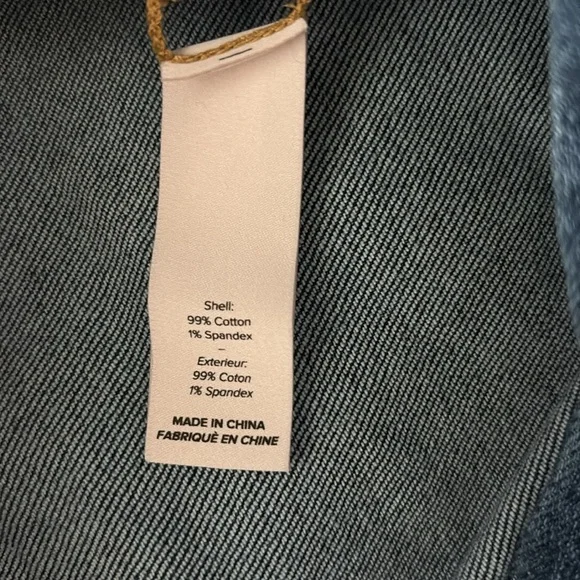 Shell:
99% Cotton
1% Spandex
–
Exterieur:
99% Coton
1% Spandex
MADE IN CHINA
FABRIQUÈ EN CHINE